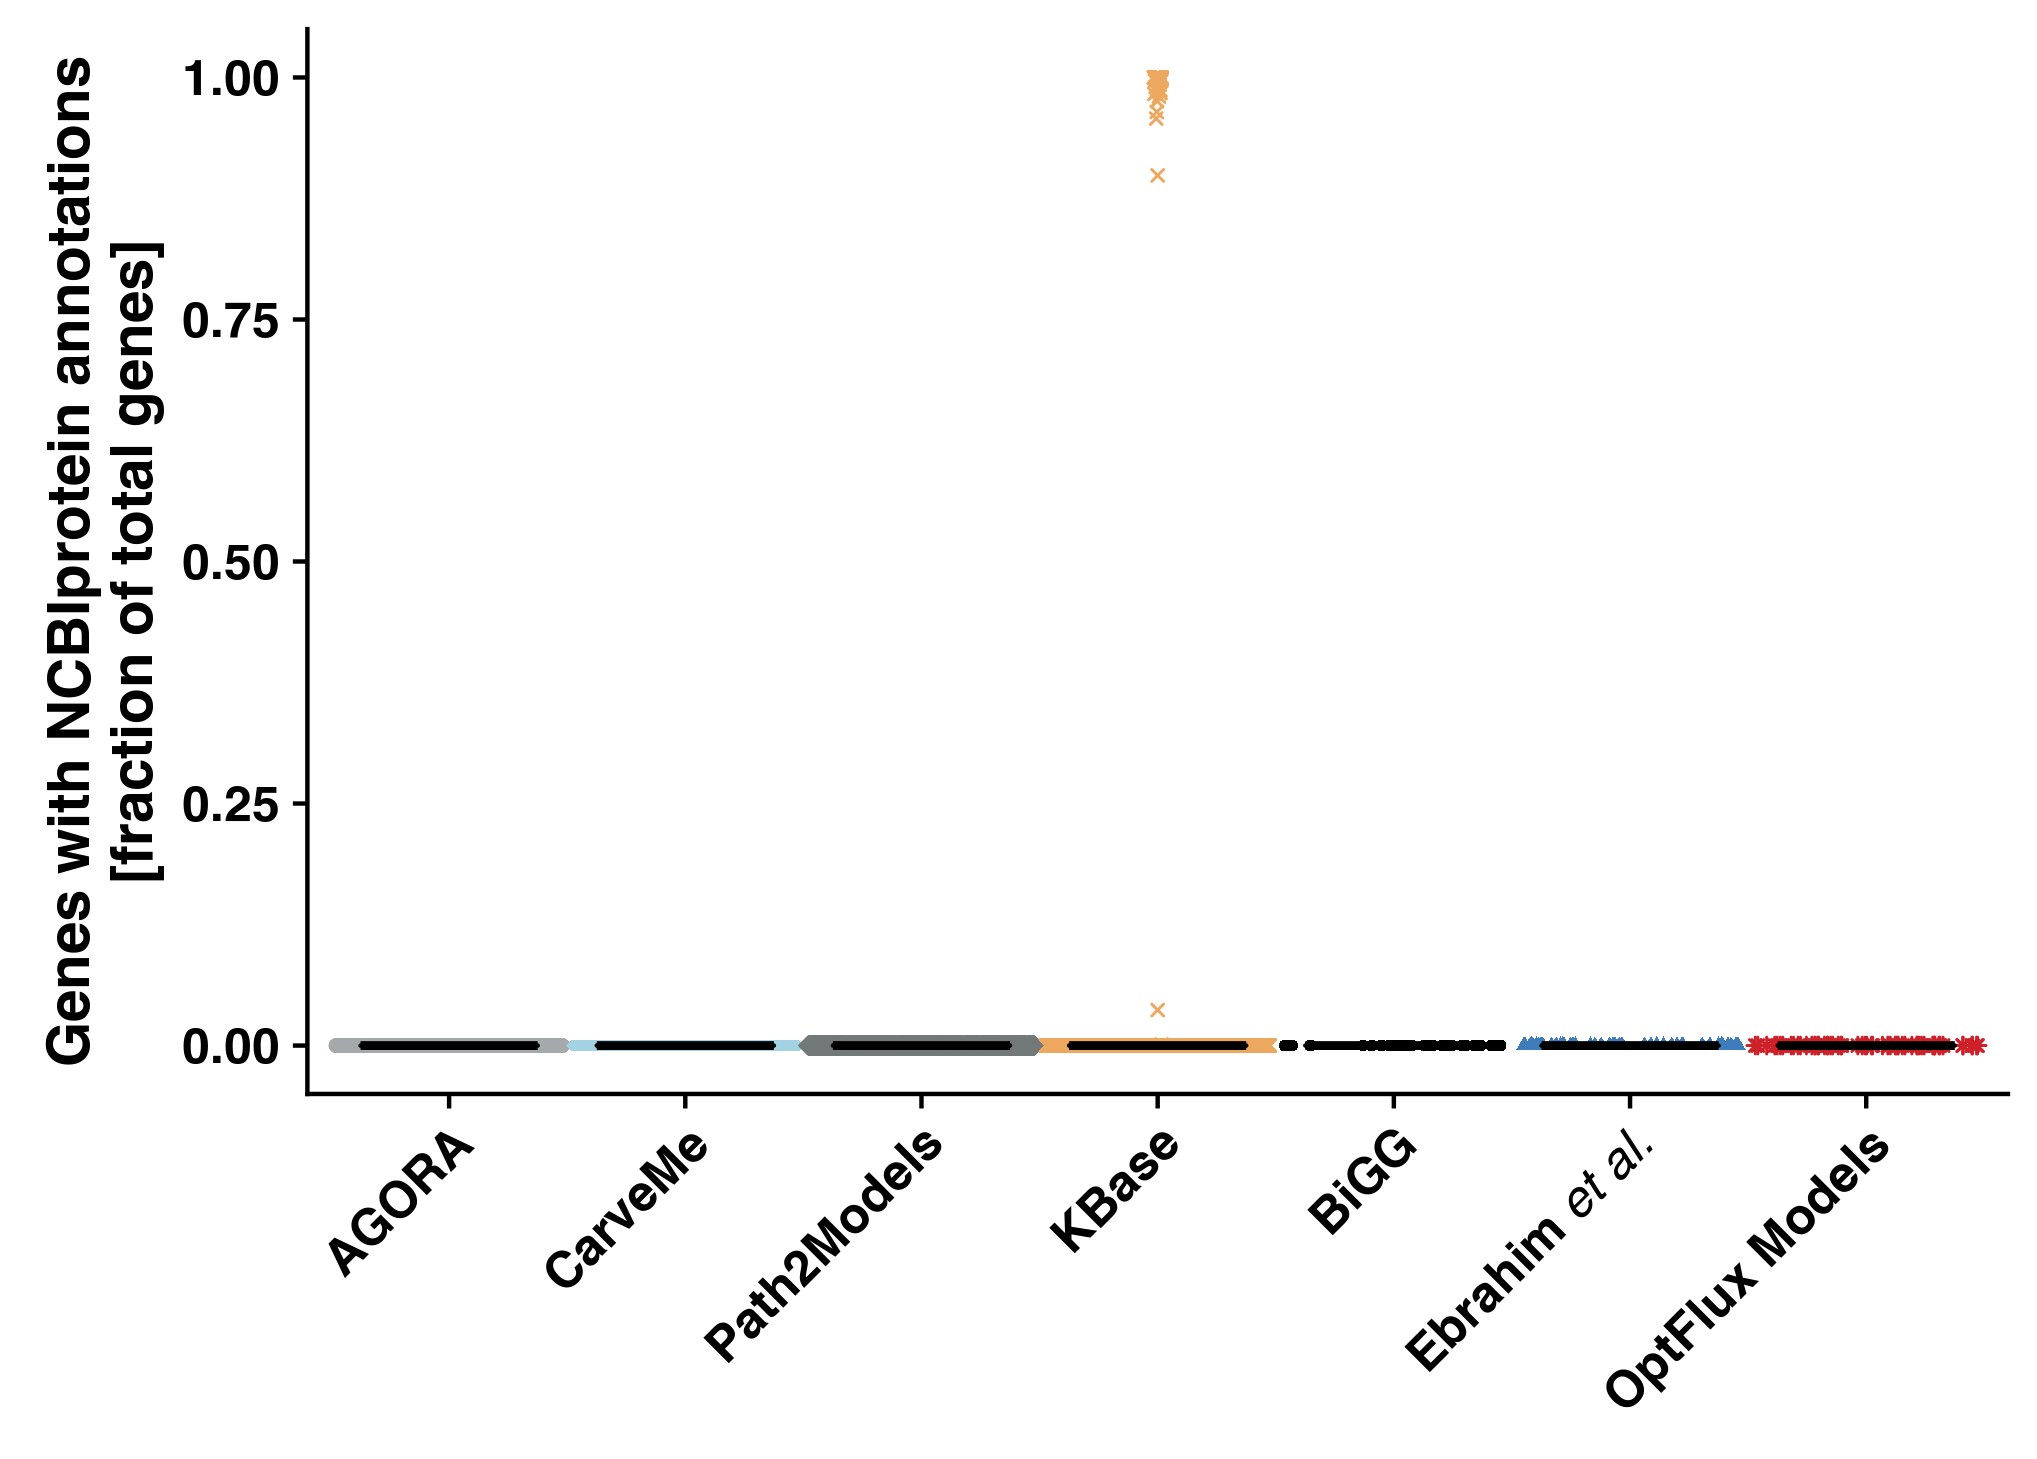 Genes with NCBIprotein annotations
[fraction of total genes]
1.00
0.75
0.50
0.25
0.00
AGORA
CarveMe
Path2Models
KBase
BiGG
Ebrahim et al.
OptFlux Models